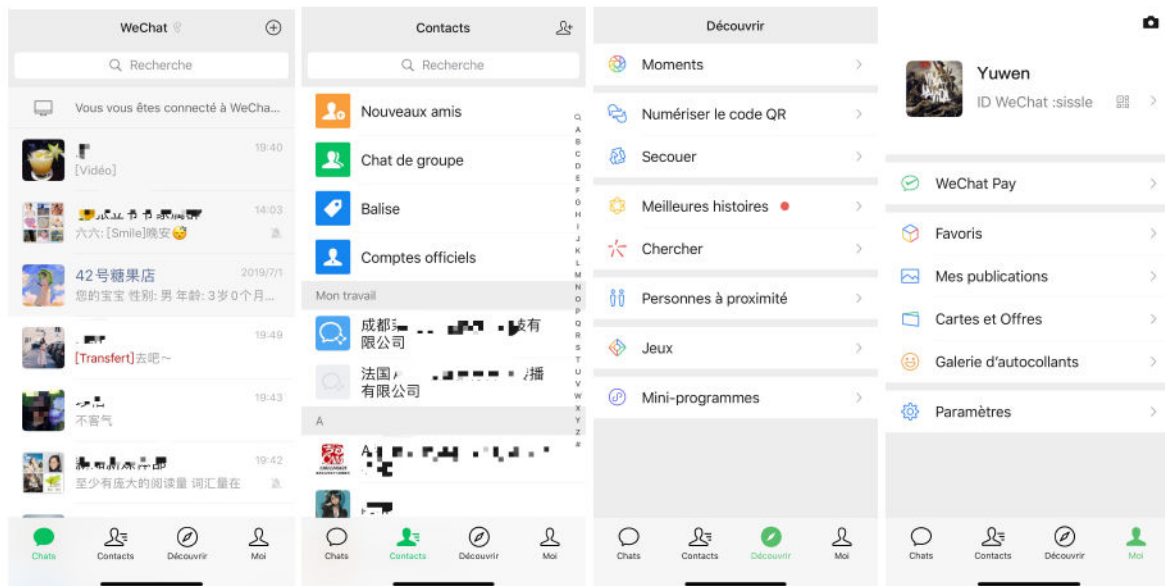 WeChat
Recherche
Vous vous êtes connecté à WeCha...
19:40
[Vidéo]
14:03
六六: [Smile]晚安
42号糖果店
2019/7/1
您的宝宝 性别: 男 年龄: 3岁0个月...
19:49
[Transfert]去吧～
19:43
不客气
19:42
至少有庞大的阅读量 词汇量在
Chats
Contacts
Découvrir
Moi
Contacts
Recherche
Nouveaux amis
Chat de groupe
Balise
Comptes officiels
Mon travail
成都
技有
限公司
法国
播
有限公司
A
A
B
C
D
E
F
G
H
I
J
K
L
M
N
O
P
Q
R
S
T
U
V
W
X
Y
Z
#
Chats
Contacts
Découvrir
Moi
Découvrir
Moments
Numériser le code QR
Secouer
Meilleures histoires
Chercher
Personnes à proximité
Jeux
Mini-programmes
Chats
Contacts
Découvrir
Moi
Yuwen
ID WeChat :sissle
WeChat Pay
Favoris
Mes publications
Cartes et Offres
Galerie d'autocollants
Paramètres
Chats
Contacts
Découvrir
Moi